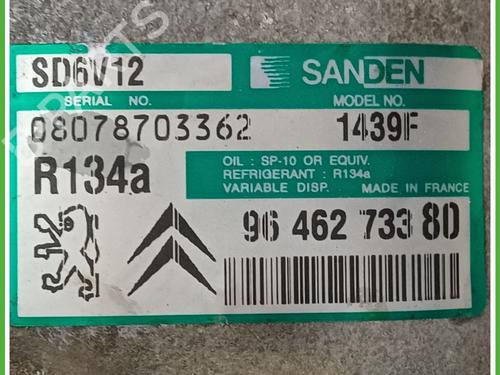 SD6V12
SANDEN
SERIAL NO.
MODEL NO.
08078703362
1439F
R134a
OIL : SP-10 OR EQUIV.
REFRIGERANT : R134a
VARIABLE DISP. MADE IN FRANCE
96 462 733 80